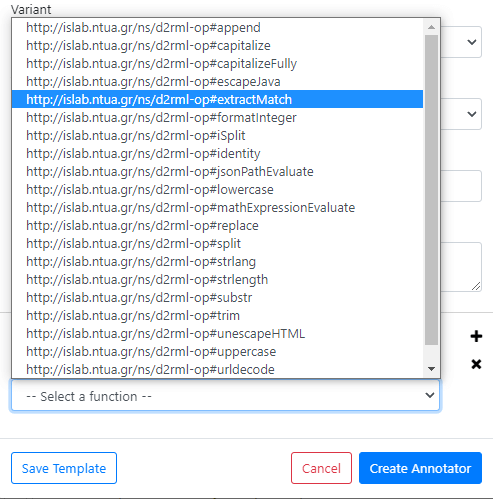 Variant
http://islab.ntua.gr/ns/d2rml-op#append
http://islab.ntua.gr/ns/d2rml-op#capitalize
http://islab.ntua.gr/ns/d2rml-op#capitalizeFully
http://islab.ntua.gr/ns/d2rml-op#escapeJava
http://islab.ntua.gr/ns/d2rml-op#extractMatch
http://islab.ntua.gr/ns/d2rml-op#formatInteger
http://islab.ntua.gr/ns/d2rml-op#iSplit
http://islab.ntua.gr/ns/d2rml-op#identity
http://islab.ntua.gr/ns/d2rml-op#jsonPathEvaluate
http://islab.ntua.gr/ns/d2rml-op#lowercase
http://islab.ntua.gr/ns/d2rml-op#mathExpressionEvaluate
http://islab.ntua.gr/ns/d2rml-op#replace
http://islab.ntua.gr/ns/d2rml-op#split
http://islab.ntua.gr/ns/d2rml-op#strlang
http://islab.ntua.gr/ns/d2rml-op#strlength
http://islab.ntua.gr/ns/d2rml-op#substr
http://islab.ntua.gr/ns/d2rml-op#trim
http://islab.ntua.gr/ns/d2rml-op#unescapeHTML
http://islab.ntua.gr/ns/d2rml-op#uppercase
http://islab.ntua.gr/ns/d2rml-op#urldecode
-- Select a function --
Save Template
Cancel
Create Annotator